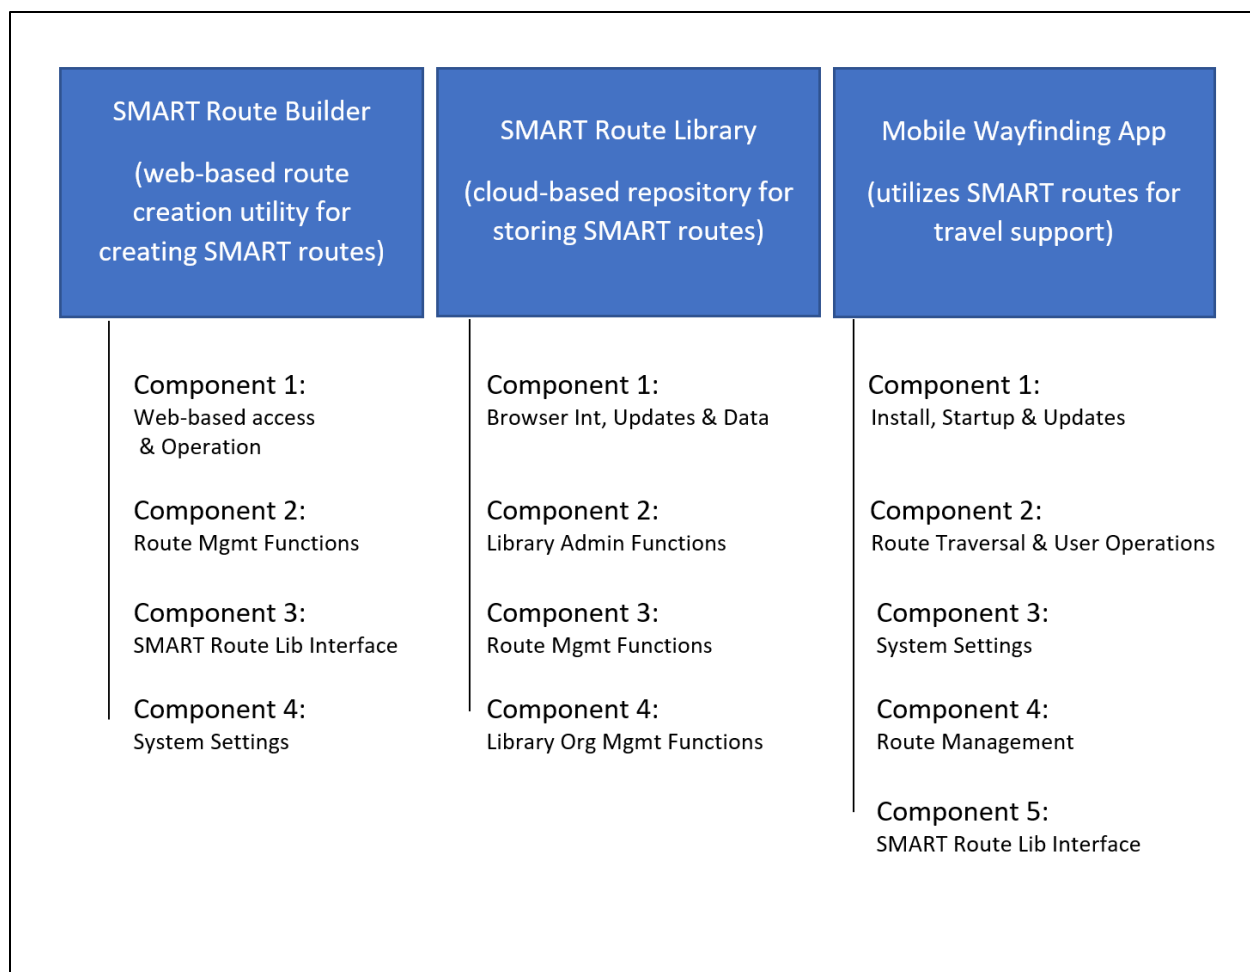 SMART Route Builder
(web-based route
creation utility for
creating SMART routes)
SMART Route Library
(cloud-based repository for
storing SMART routes)
Mobile Wayfinding App
(utilizes SMART routes for
travel support)
Component 1:
Web-based access
& Operation
Component 2:
Route Mgmt Functions
Component 3:
SMART Route Lib Interface
Component 4:
System Settings
Component 1:
Browser Int, Updates & Data
Component 2:
Library Admin Functions
Component 3:
Route Mgmt Functions
Component 4:
Library Org Mgmt Functions
Component 1:
Install, Startup & Updates
Component 2:
Route Traversal & User Operations
Component 3:
System Settings
Component 4:
Route Management
Component 5:
SMART Route Lib Interface